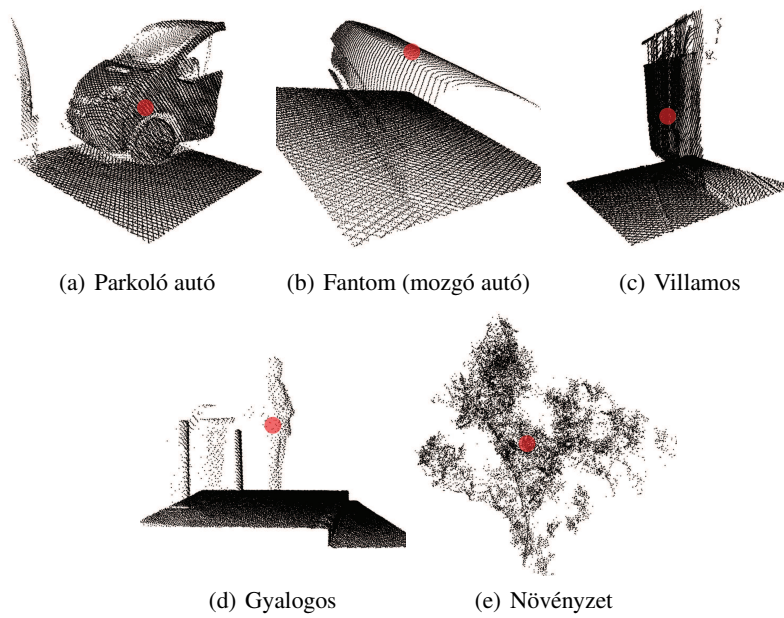 (a) Parkoló autó
(b) Fantom (mozgó autó)
(c) Villamos
(d) Gyalogos
(e) Növényzet